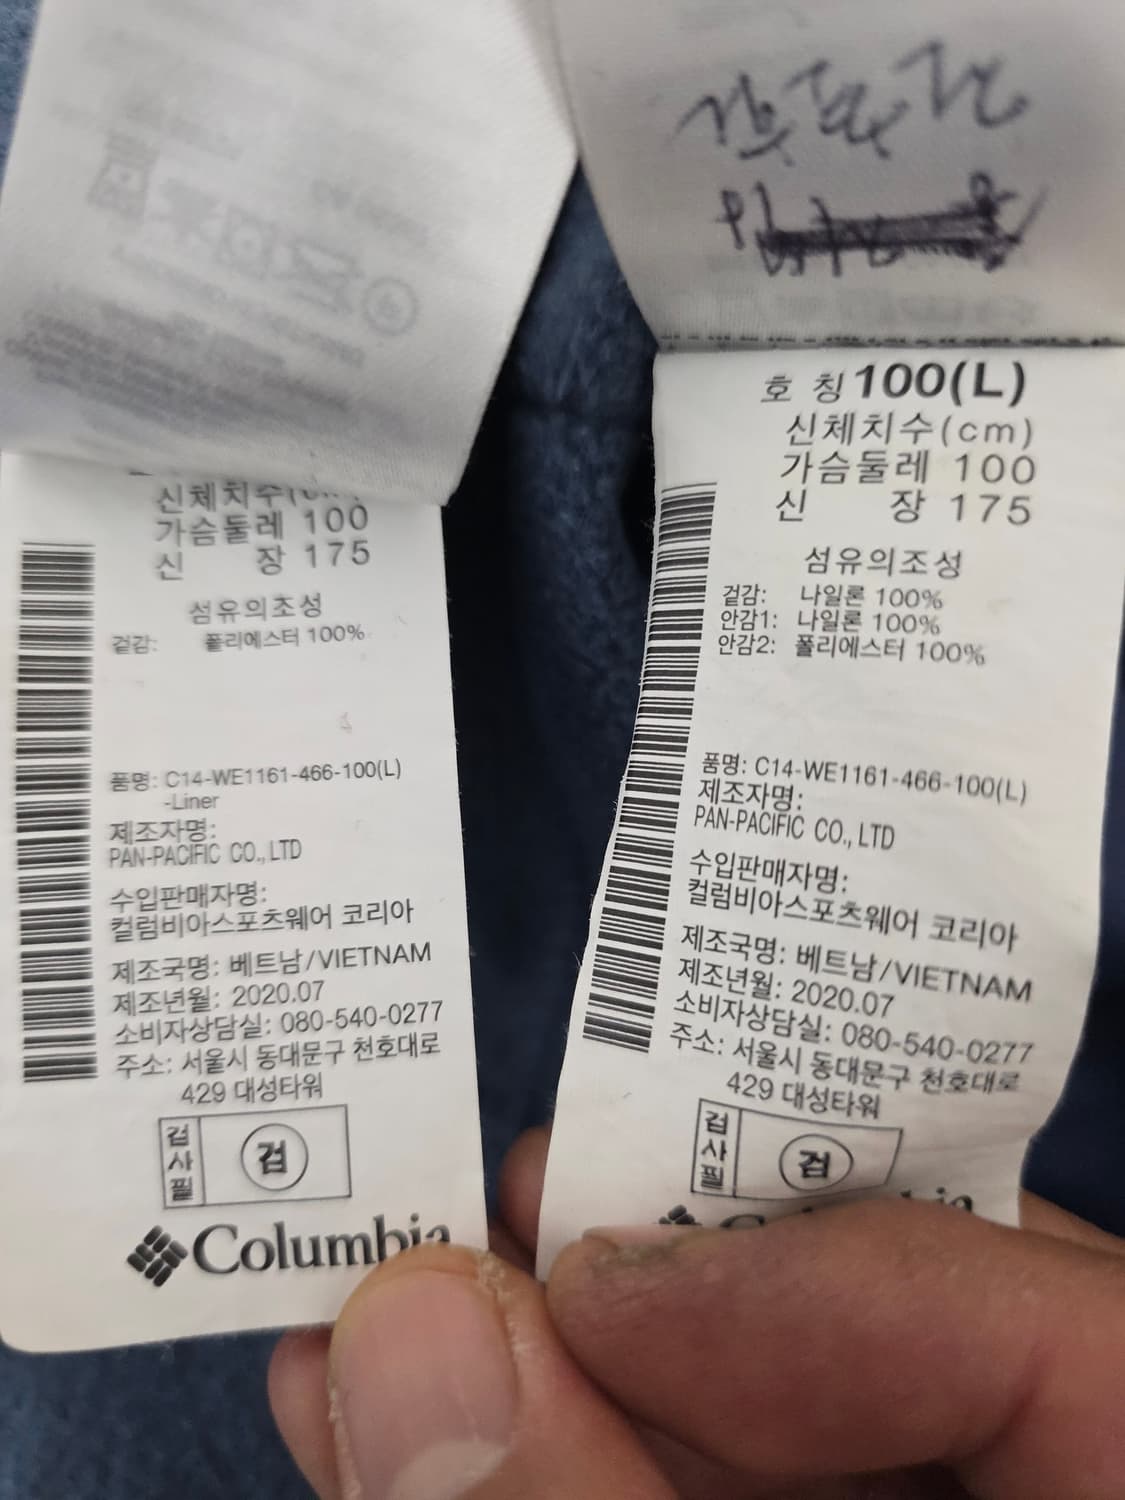 신체치수(cm)
가슴둘레 100
신 장 175
섬유의조성
겉감: 폴리에스터 100%
품명: C14-WE1161-466-100(L)
-Liner
제조자명:
PAN-PACIFIC CO., LTD
수입판매자명:
컬럼비아스포츠웨어 코리아
제조국명: 베트남/VIETNAM
제조년월: 2020.07
소비자상담실: 080-540-0277
주소: 서울시 동대문구 천호대로
429 대성타워
검사필
검
Columbia
호 칭 100(L)
신체치수(cm)
가슴둘레 100
신 장 175
섬유의조성
겉감: 나일론 100%
안감1: 나일론 100%
안감2: 폴리에스터 100%
품명: C14-WE1161-466-100(L)
제조자명:
PAN-PACIFIC CO., LTD
수입판매자명:
컬럼비아스포츠웨어 코리아
제조국명: 베트남/VIETNAM
제조년월: 2020.07
소비자상담실: 080-540-0277
주소: 서울시 동대문구 천호대로
429 대성타워
검사필
검